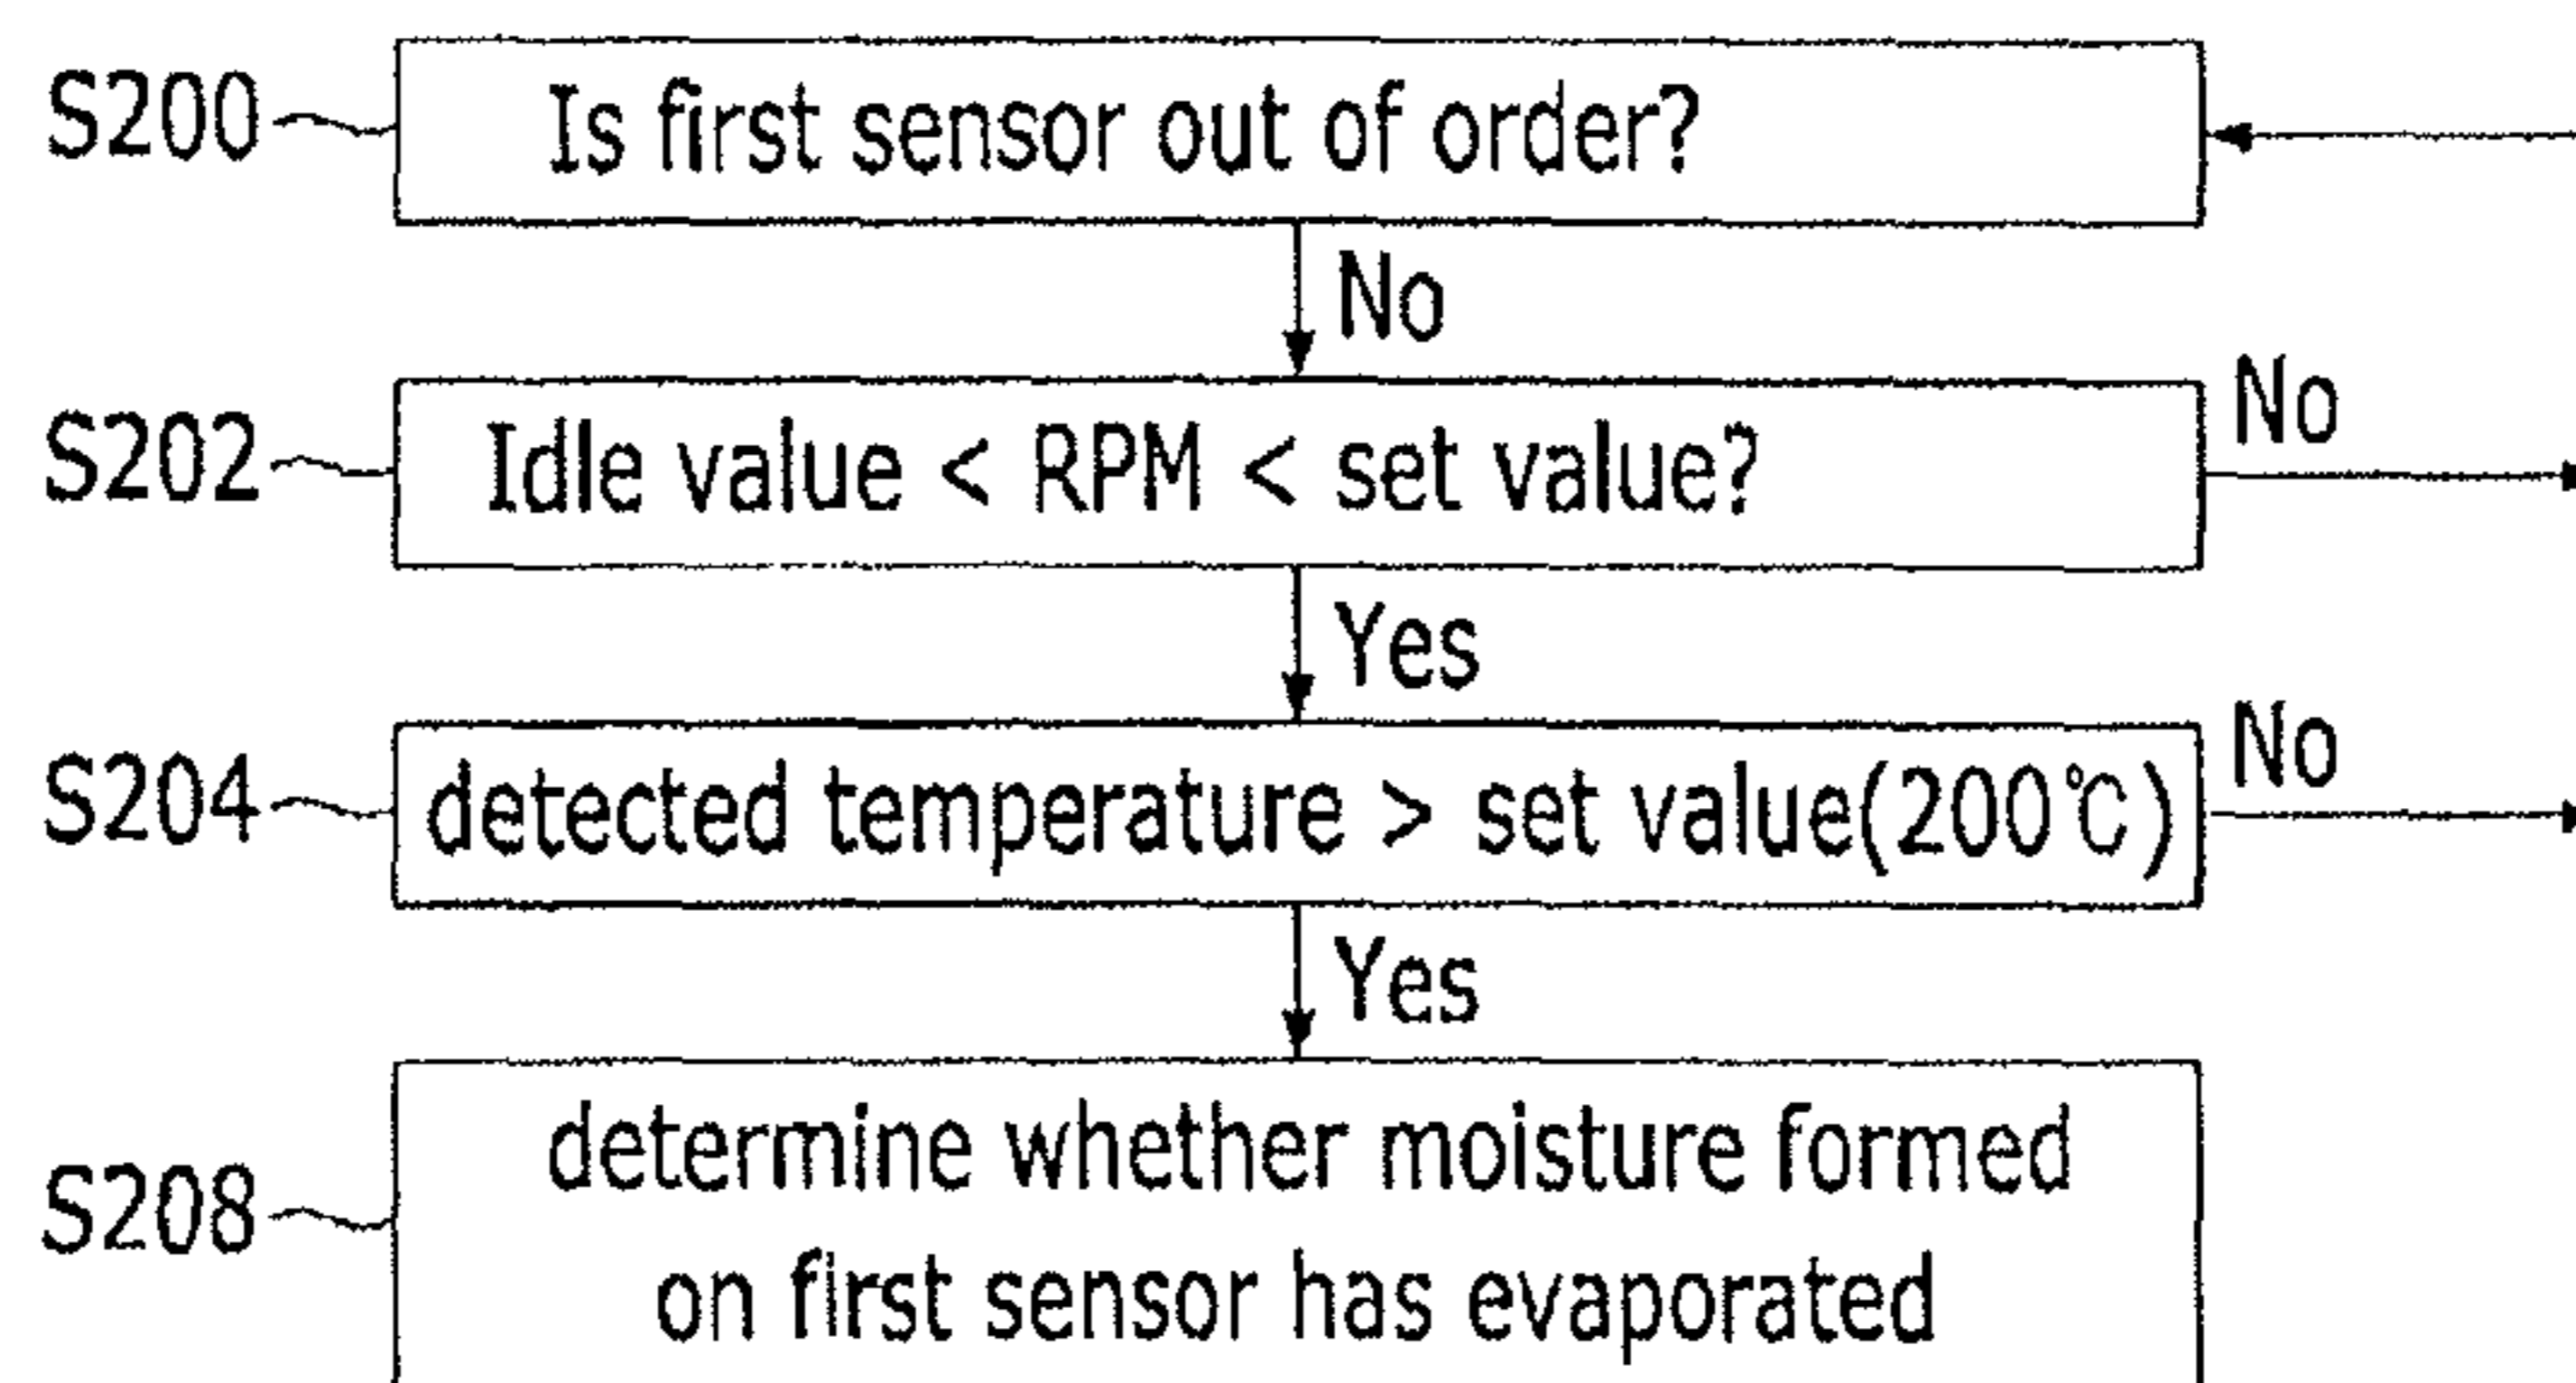 S200
Is first sensor out of order?
No
S202
Idle value < RPM < set value?
No
Yes
S204
detected temperature > set value(200℃)
No
Yes
S208
determine whether moisture formed
on first sensor has evaporated